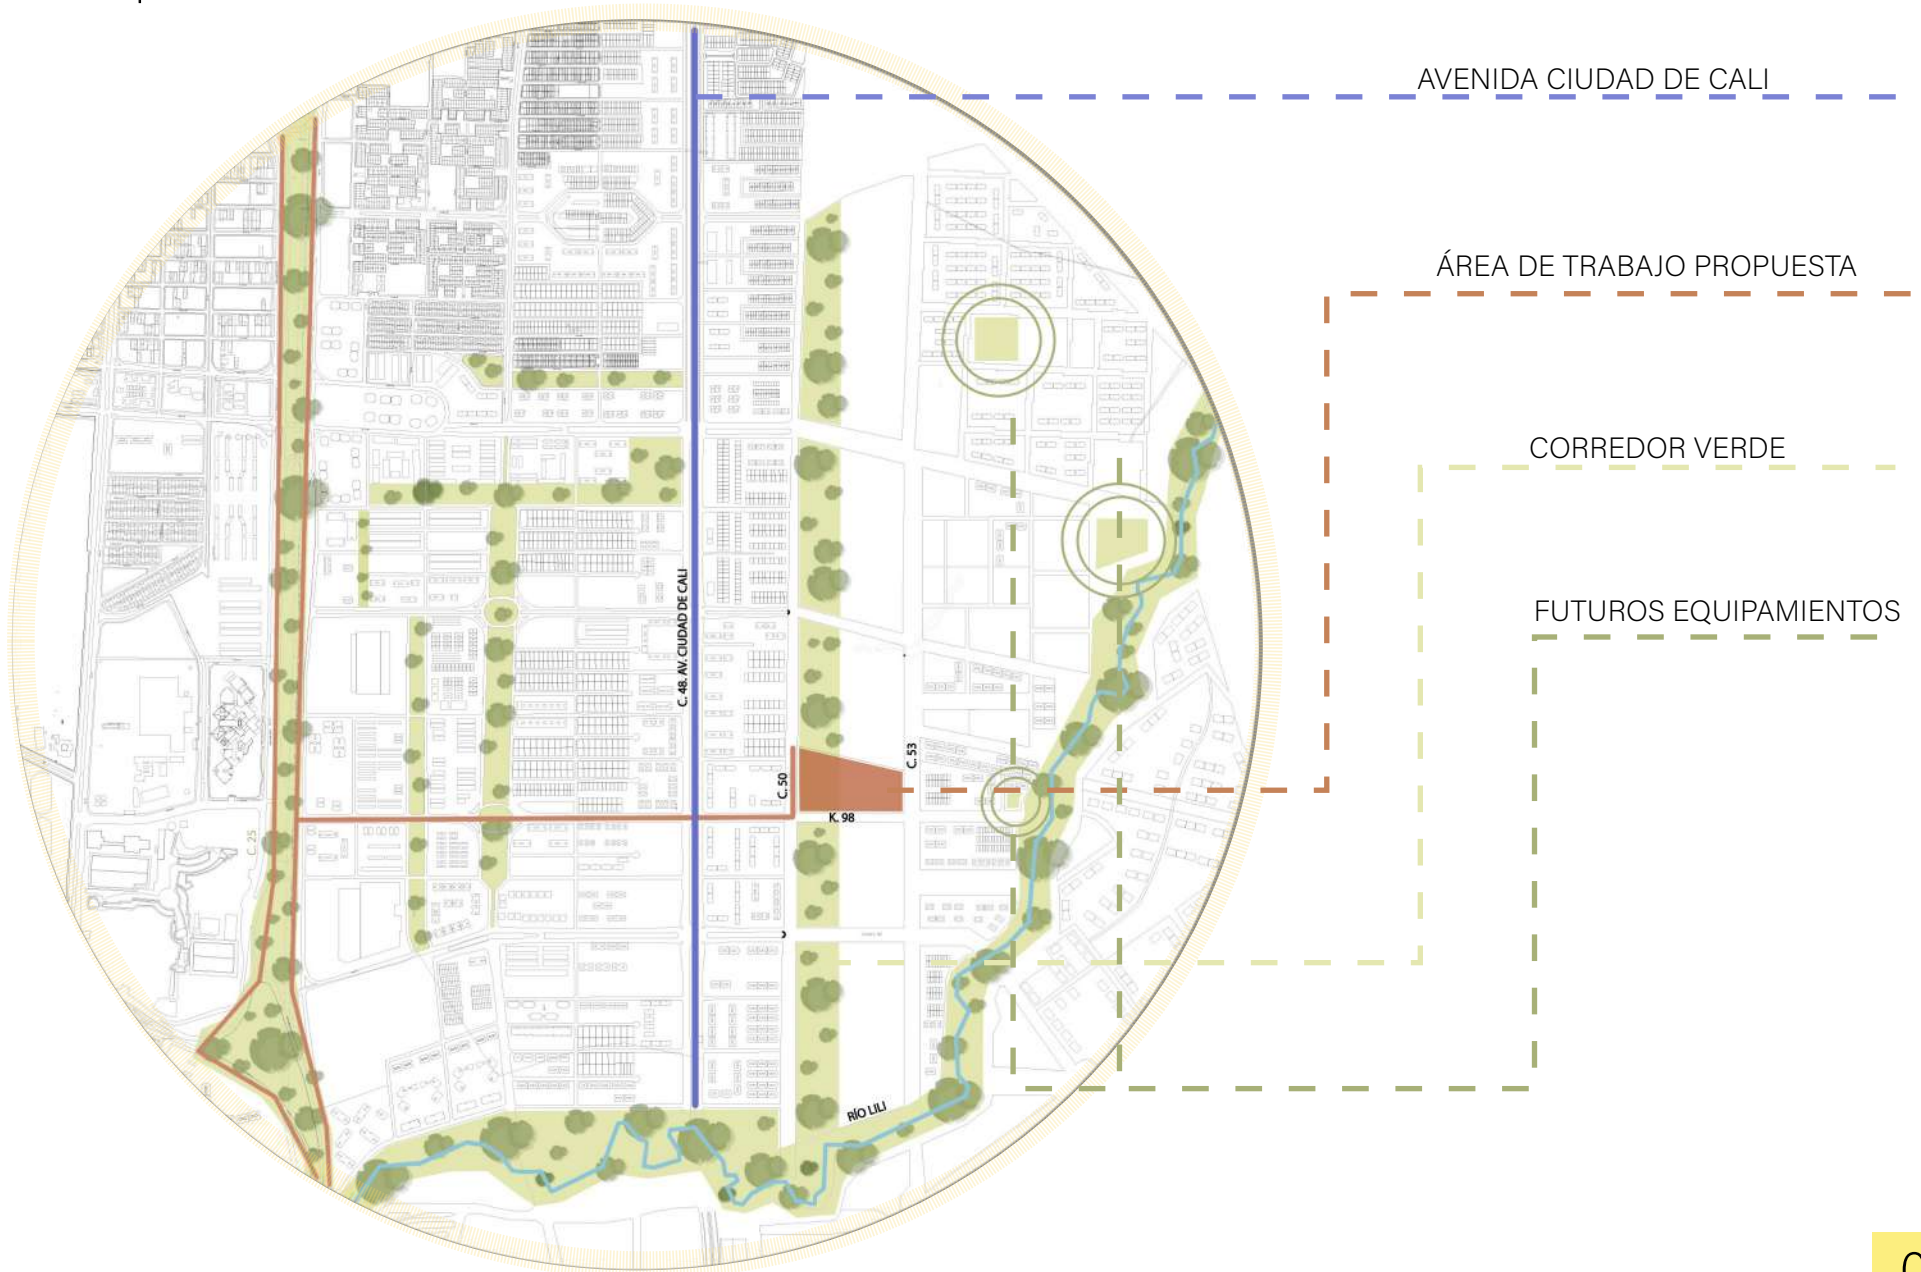 AVENIDA CIUDAD DE CALI
ÁREA DE TRABAJO PROPUESTA
CORREDOR VERDE
FUTUROS EQUIPAMIENTOS
C. 48. AV. CIUDAD DE CALI
C. 53
C. 50
K. 98
C. 25
RÍO LILI